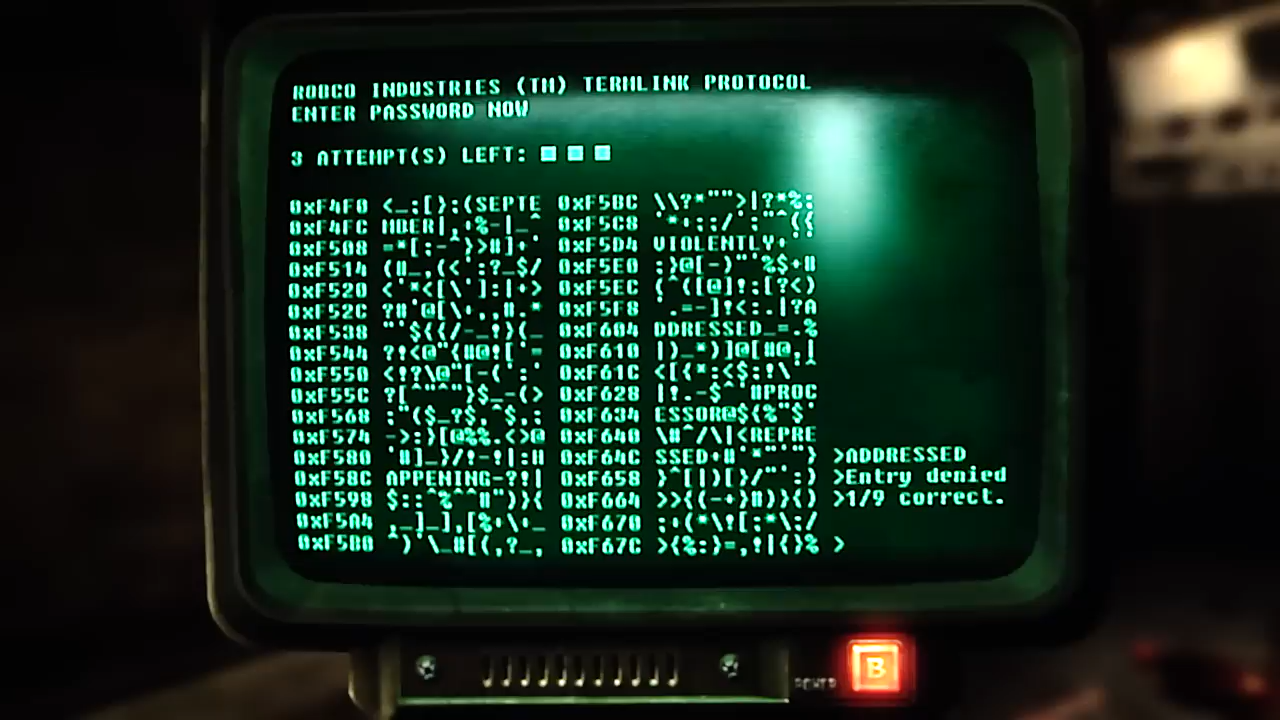 ROBCO INDUSTRIES (TM) TERMLINK PROTOCOL
ENTER PASSWORD NOW
3 ATTEMPT(S) LEFT: ■ ■ ■
0xF4F0 <_;[}:(SEPTE 0xF5BC \\?*"">|?*%:
0xF4FC MBER|,+%-|_^ 0xF5C8 '*+::/`:"^({
0xF508 =*[:-^}>#]+' 0xF5D4 VIOLENTLY+``
0xF514 (#_,(<`:?_$/ 0xF5E0 :}@[-)"'%$+#
0xF520 <'*<[\']:|+> 0xF5EC (^([@]!:[?<)
0xF52C ?#'@[\+,,#.* 0xF5F8 '.=-]!<:.|?A
0xF538 "'${{/-_!}(_ 0xF604 DDRESSED_=.%
0xF544 ?!<@"{#@![`= 0xF610 |)_*)]@[#@,|
0xF550 <!?\@"[-(':' 0xF61C <[(*:<$:!\`^
0xF55C ?[^"^"}$_-(> 0xF628 |!.-$^'#PROC
0xF568 :"($_?$,^$,; 0xF634 ESSOR@${%"$'
0xF574 ->:}[@%%.<>@ 0xF640 \#^/\|<REPRE
0xF580 '#]_}/!-!|:H 0xF64C SSED+#'*"'"}
0xF58C APPENING-?!| 0xF658 }^[|)[}/"`:)
0xF598 $::^%^^#")}{ 0xF664 >>{(-+}#)}{)
0xF5A4 ,_]_],[%+\+_ 0xF670 ;+(*\![;*\;/
0xF5B0 ^)'\_#[(,?_, 0xF67C >{%:}=,!|{}%
>ADDRESSED
>Entry denied
>1/9 correct.
>
POWER
B